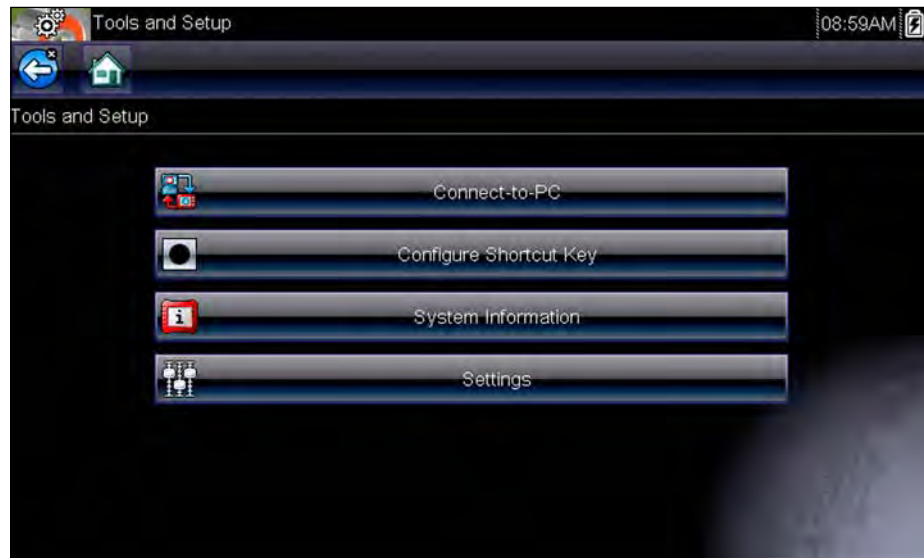 Tools and Setup
08:59AM
Tools and Setup
Connect-to-PC
Configure Shortcut Key
i
System Information
Settings